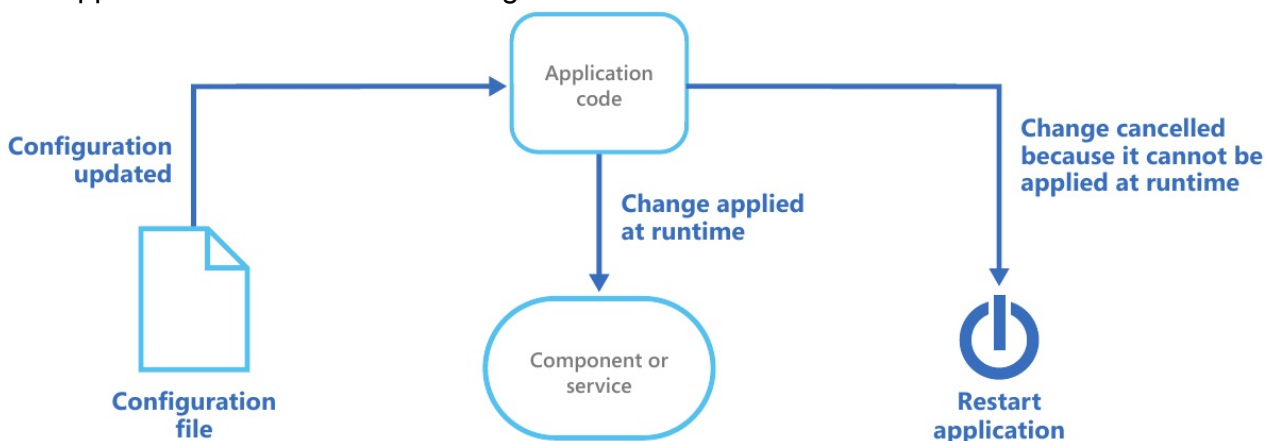 Application
code
Configuration
updated
Change cancelled
because it cannot be
applied at runtime
Change applied
at runtime
Component or
service
Configuration
file
Restart
application